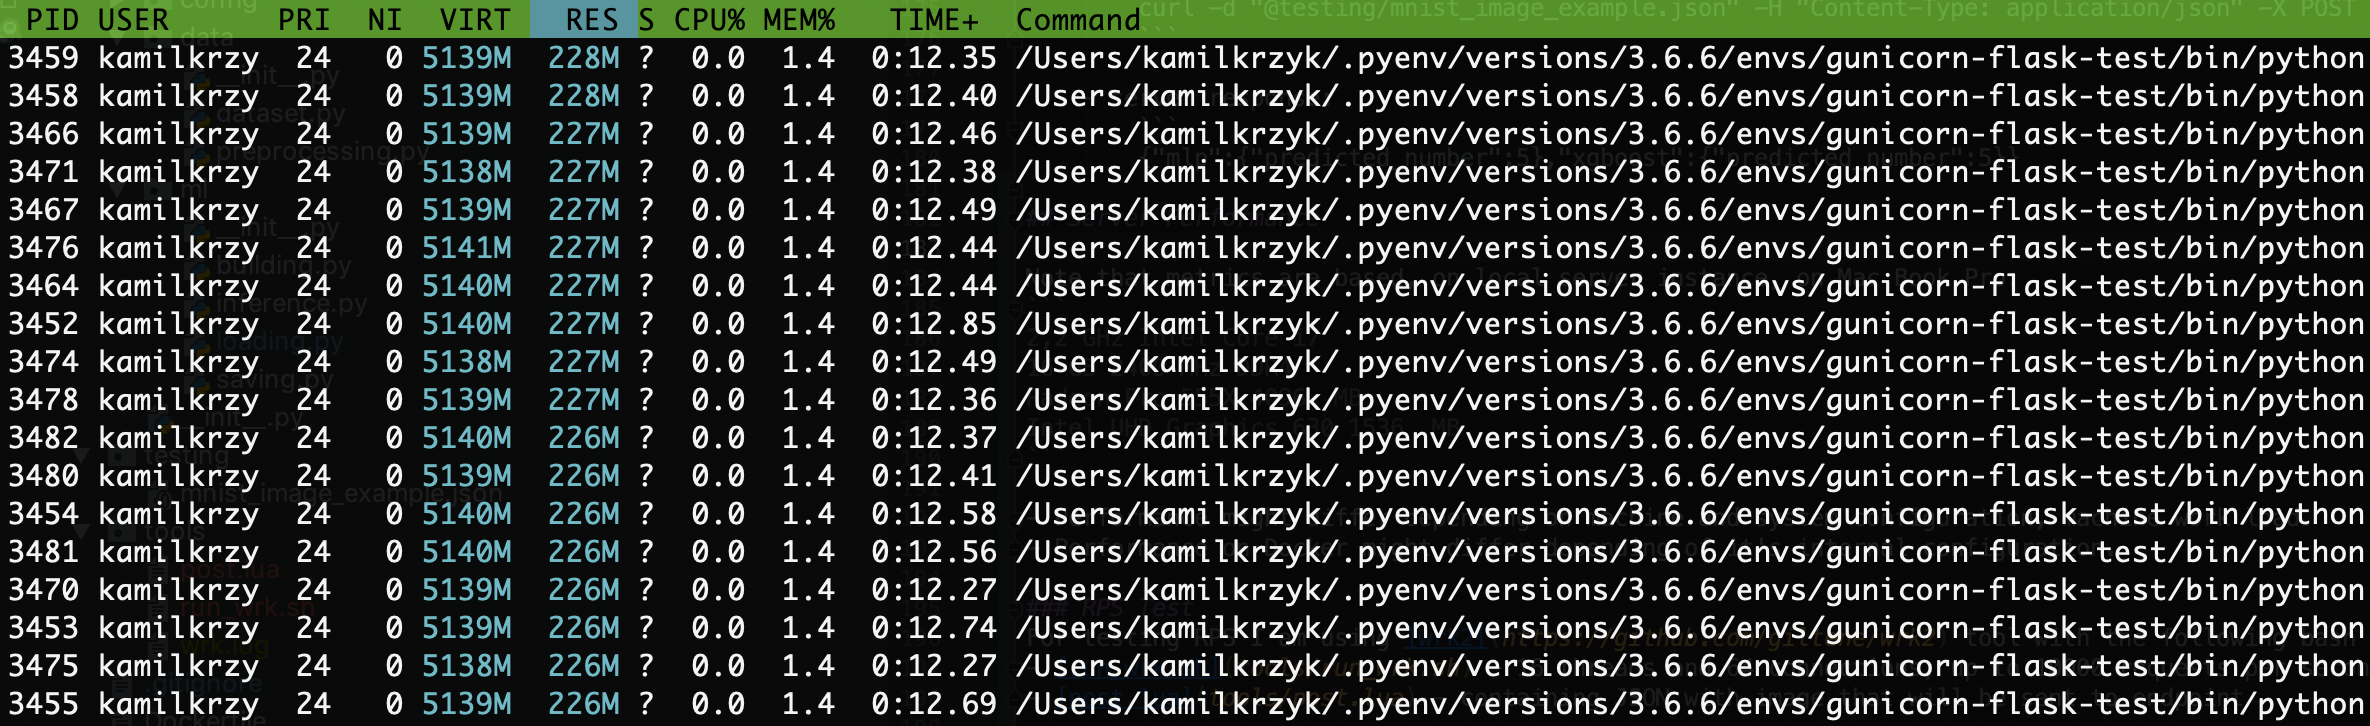 PID USER PRI NI VIRT RES S CPU% MEM% TIME+ Command
3459 kamilkrzy 24 0 5139M 228M ? 0.0 1.4 0:12.35 /Users/kamilkrzyk/.pyenv/versions/3.6.6/envs/gunicorn-flask-test/bin/python
3458 kamilkrzy 24 0 5139M 228M ? 0.0 1.4 0:12.40 /Users/kamilkrzyk/.pyenv/versions/3.6.6/envs/gunicorn-flask-test/bin/python
3466 kamilkrzy 24 0 5139M 227M ? 0.0 1.4 0:12.46 /Users/kamilkrzyk/.pyenv/versions/3.6.6/envs/gunicorn-flask-test/bin/python
3471 kamilkrzy 24 0 5138M 227M ? 0.0 1.4 0:12.38 /Users/kamilkrzyk/.pyenv/versions/3.6.6/envs/gunicorn-flask-test/bin/python
3467 kamilkrzy 24 0 5139M 227M ? 0.0 1.4 0:12.49 /Users/kamilkrzyk/.pyenv/versions/3.6.6/envs/gunicorn-flask-test/bin/python
3476 kamilkrzy 24 0 5141M 227M ? 0.0 1.4 0:12.44 /Users/kamilkrzyk/.pyenv/versions/3.6.6/envs/gunicorn-flask-test/bin/python
3464 kamilkrzy 24 0 5140M 227M ? 0.0 1.4 0:12.44 /Users/kamilkrzyk/.pyenv/versions/3.6.6/envs/gunicorn-flask-test/bin/python
3452 kamilkrzy 24 0 5140M 227M ? 0.0 1.4 0:12.85 /Users/kamilkrzyk/.pyenv/versions/3.6.6/envs/gunicorn-flask-test/bin/python
3474 kamilkrzy 24 0 5138M 227M ? 0.0 1.4 0:12.49 /Users/kamilkrzyk/.pyenv/versions/3.6.6/envs/gunicorn-flask-test/bin/python
3478 kamilkrzy 24 0 5139M 227M ? 0.0 1.4 0:12.36 /Users/kamilkrzyk/.pyenv/versions/3.6.6/envs/gunicorn-flask-test/bin/python
3482 kamilkrzy 24 0 5140M 226M ? 0.0 1.4 0:12.37 /Users/kamilkrzyk/.pyenv/versions/3.6.6/envs/gunicorn-flask-test/bin/python
3480 kamilkrzy 24 0 5139M 226M ? 0.0 1.4 0:12.41 /Users/kamilkrzyk/.pyenv/versions/3.6.6/envs/gunicorn-flask-test/bin/python
3454 kamilkrzy 24 0 5140M 226M ? 0.0 1.4 0:12.58 /Users/kamilkrzyk/.pyenv/versions/3.6.6/envs/gunicorn-flask-test/bin/python
3481 kamilkrzy 24 0 5140M 226M ? 0.0 1.4 0:12.56 /Users/kamilkrzyk/.pyenv/versions/3.6.6/envs/gunicorn-flask-test/bin/python
3470 kamilkrzy 24 0 5139M 226M ? 0.0 1.4 0:12.27 /Users/kamilkrzyk/.pyenv/versions/3.6.6/envs/gunicorn-flask-test/bin/python
3453 kamilkrzy 24 0 5139M 226M ? 0.0 1.4 0:12.74 /Users/kamilkrzyk/.pyenv/versions/3.6.6/envs/gunicorn-flask-test/bin/python
3475 kamilkrzy 24 0 5138M 226M ? 0.0 1.4 0:12.27 /Users/kamilkrzyk/.pyenv/versions/3.6.6/envs/gunicorn-flask-test/bin/python
3455 kamilkrzy 24 0 5139M 226M ? 0.0 1.4 0:12.69 /Users/kamilkrzyk/.pyenv/versions/3.6.6/envs/gunicorn-flask-test/bin/python